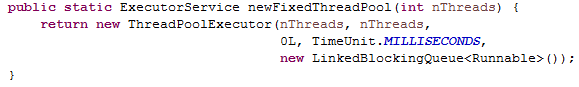 public static ExecutorService newFixedThreadPool(int nThreads) {
    return new ThreadPoolExecutor(nThreads, nThreads,
                                  0L, TimeUnit.MILLISECONDS,
                                  new LinkedBlockingQueue<Runnable>());
}